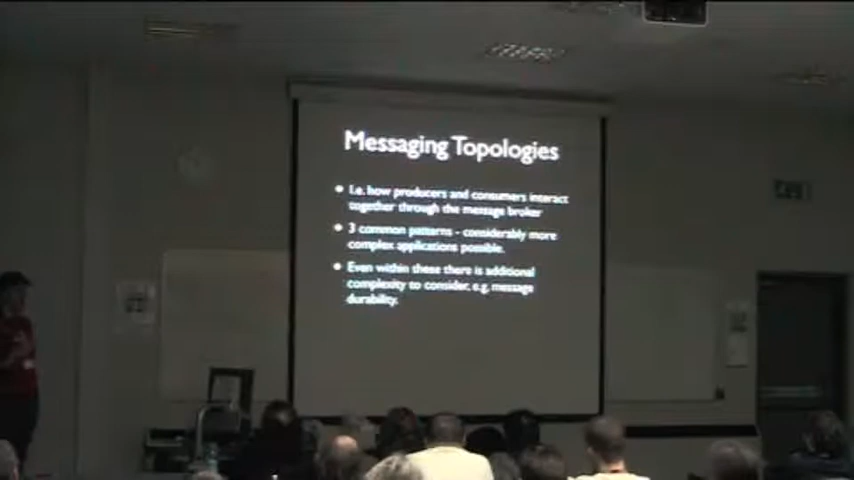 Messaging Topologies
I.e. how producers and consumers interact
together through the message broker
3 common patterns - considerably more
complex applications possible.
Even within these there is additional
complexity to consider, e.g. message
durability.